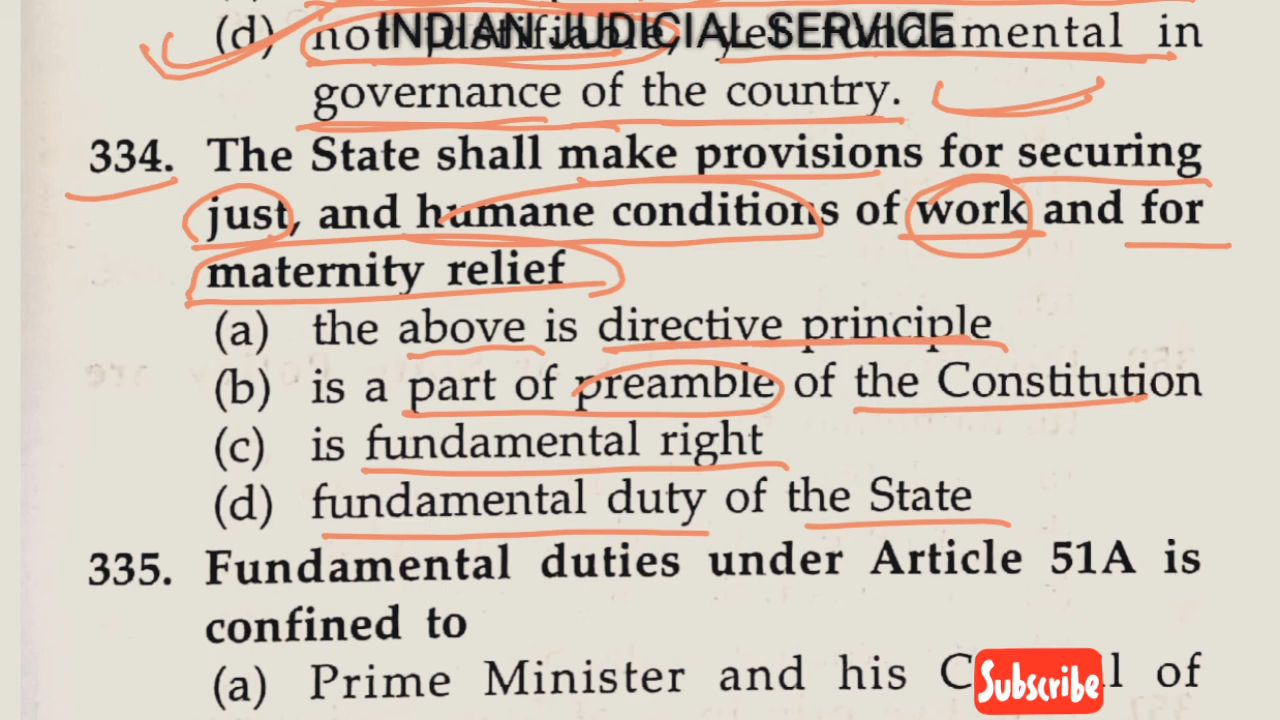 INDIAN JUDICIAL SERVICE
(d) not justifiable, yet fundamental in
governance of the country.
334. The State shall make provisions for securing
just, and humane conditions of work and for
maternity relief
(a) the above is directive principle
(b) is a part of preamble of the Constitution
(c) is fundamental right
(d) fundamental duty of the State
335. Fundamental duties under Article 51A is
confined to
(a) Prime Minister and his of
Subscribe